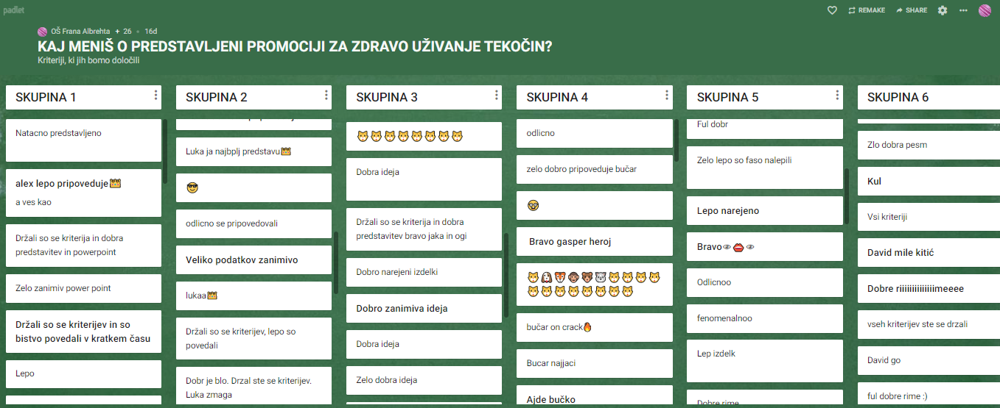 padlet
REMAKE
SHARE
OŠ Frana Albrehta + 26 • 16d
KAJ MENIŠ O PREDSTAVLJENI PROMOCIJI ZA ZDRAVO UŽIVANJE TEKOČIN?
Kriteriji, ki jih bomo določili
SKUPINA 1
Natacno predstavljeno
alex lepo pripoveduje👑
a ves kao
Držali so se kriterija in dobra
predstavitev in powerpoint
Zelo zanimiv power point
Držali so se kriterijev in so
bistvo povedali v kratkem času
Lepo
SKUPINA 2
Luka ja najbplj predstavu👑
😎
odlicno se pripovedovali
Veliko podatkov zanimivo
lukaa👑
Držali so se kriterijev, lepo so
povedali
Dobr je blo. Drzal ste se kriterijev.
Luka zmaga
SKUPINA 3
🐱🐱🐱🐱🐱🐱🐱🐱
Dobra ideja
Držali so se kriterija in dobra
predstavitev bravo jaka in ogi
Dobro narejeni izdelki
Dobro zanimiva ideja
Dobra ideja
Zelo dobra ideja
SKUPINA 4
odlicno
zelo dobro pripoveduje bučar
🤓
Bravo gasper heroj
🐱🐶🐯🐵🐻🐨🐱🐱🐱🐱
🐱🐱🐱🐱🐱🐱🐱🐱
bučar on crack🔥
Bucar najjaci
Ajde bučko
SKUPINA 5
Ful dobr
Zelo lepo so faso nalepili
Lepo narejeno
Bravo👁👄👁
Odlicnoo
fenomenalnoo
Lep izdelk
Dobre rime
SKUPINA 6
Zlo dobra pesm
Kul
Vsi kriteriji
David mile kitić
Dobre riiiiiiiiiiiiiimeeee
vseh kriterijev ste se drzali
David go
ful dobre rime :)